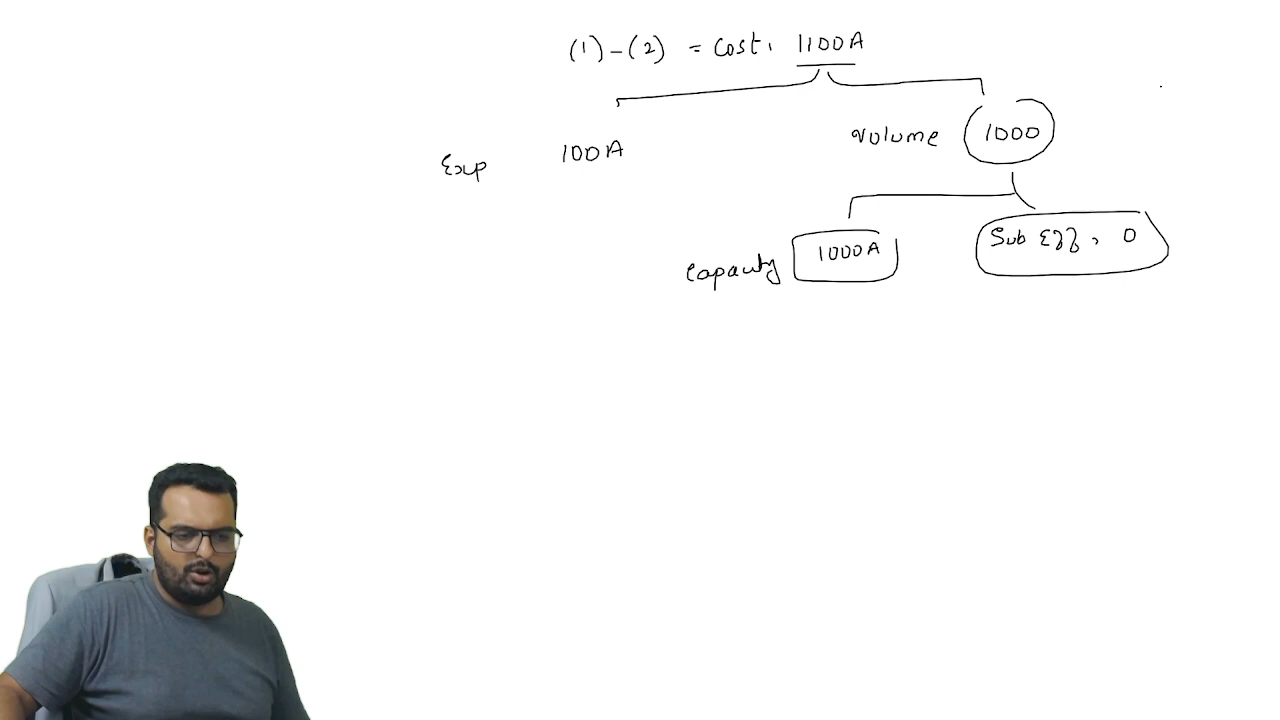 (1) - (2) = Cost, 1100A
Exp 100A
Volume 1000
Capacity 1000A
Sub Eff, 0